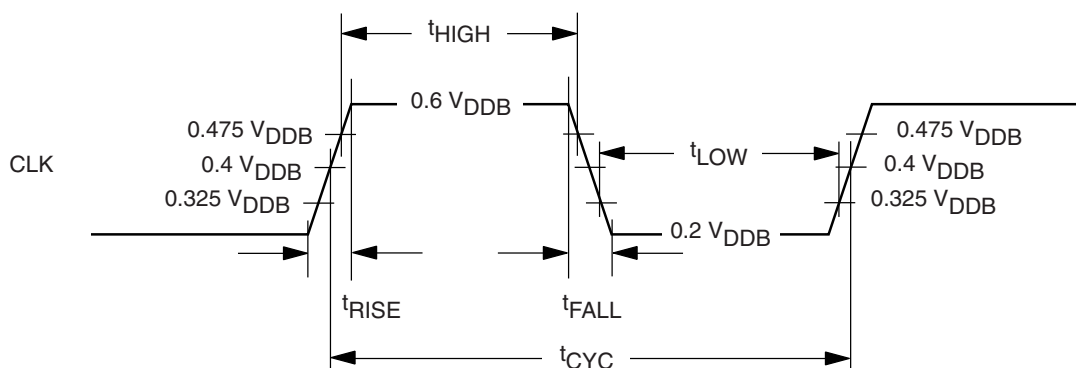 tHIGH
0.6 VDDB
0.475 VDDB
0.475 VDDB
CLK
0.4 VDDB
tLOW
0.4 VDDB
0.325 VDDB
0.325 VDDB
0.2 VDDB
tRISE
tFALL
tCYC